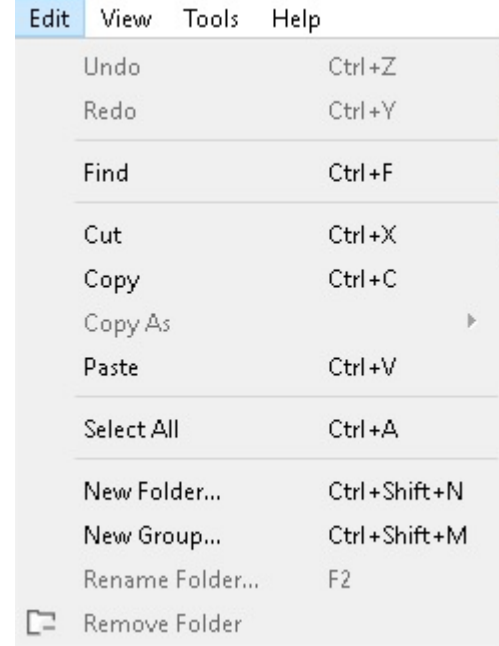 Edit View Tools Help
Undo Ctrl+Z
Redo Ctrl+Y
Find Ctrl+F
Cut Ctrl+X
Copy Ctrl+C
Copy As
Paste Ctrl+V
Select All Ctrl+A
New Folder... Ctrl+Shift+N
New Group... Ctrl+Shift+M
Rename Folder... F2
Remove Folder